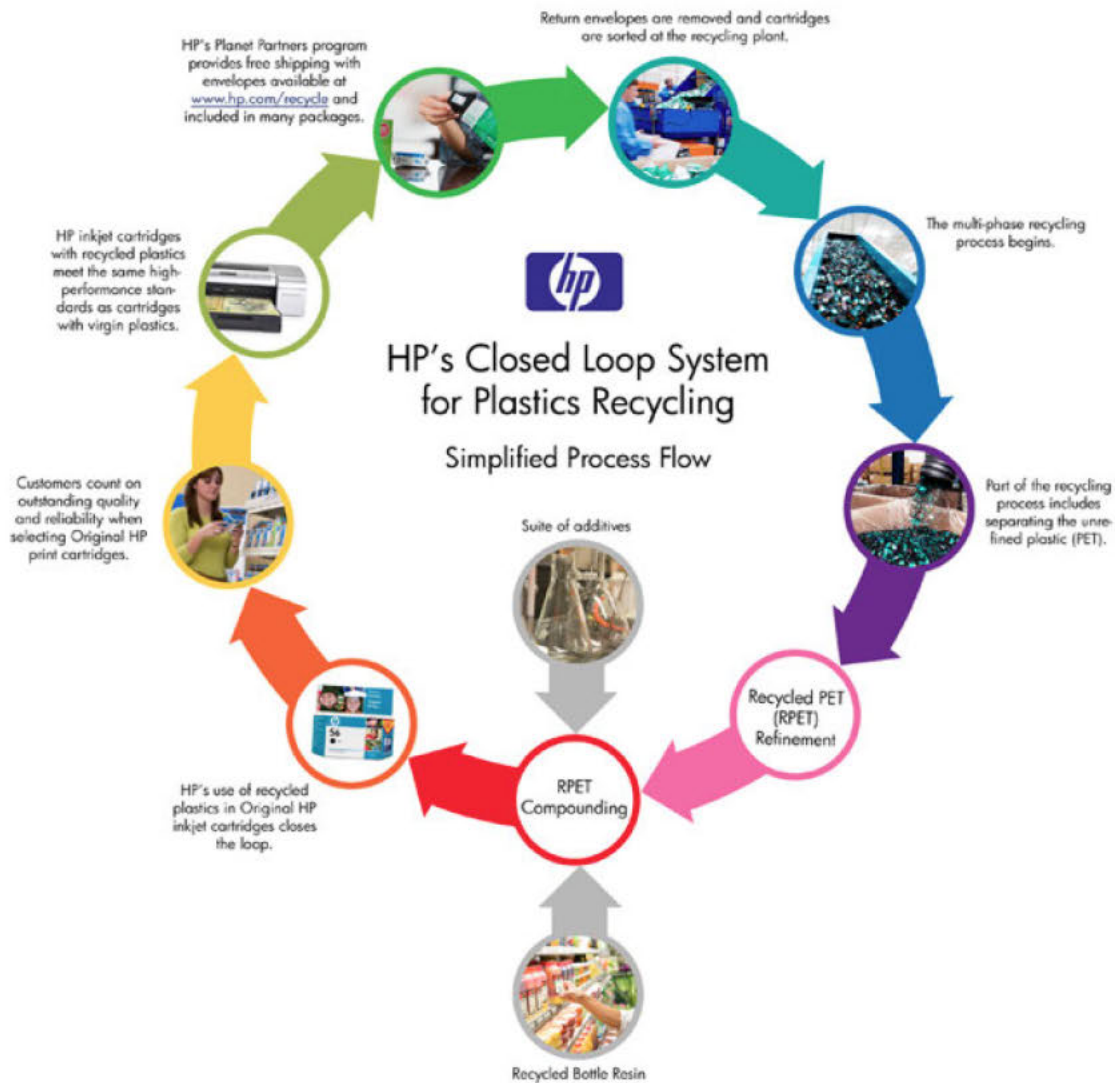 HP's Planet Partners program
provides free shipping with
envelopes available at
www.hp.com/recycle and
included in many packages.
Return envelopes are removed and cartridges
are sorted at the recycling plant.
The multi-phase recycling
process begins.
HP inkjet cartridges
with recycled plastics
meet the same high-
performance stan-
dards as cartridges
with virgin plastics.
hp
HP's Closed Loop System
for Plastics Recycling
Simplified Process Flow
Customers count on
outstanding quality
and reliability when
selecting Original HP
print cartridges.
Part of the recycling
process includes
separating the unre-
fined plastic (PET).
Suite of additives
Recycled PET
(RPET)
Refinement
56
RPET
Compounding
HP's use of recycled
plastics in Original HP
inkjet cartridges closes
the loop.
Recycled Bottle Resin